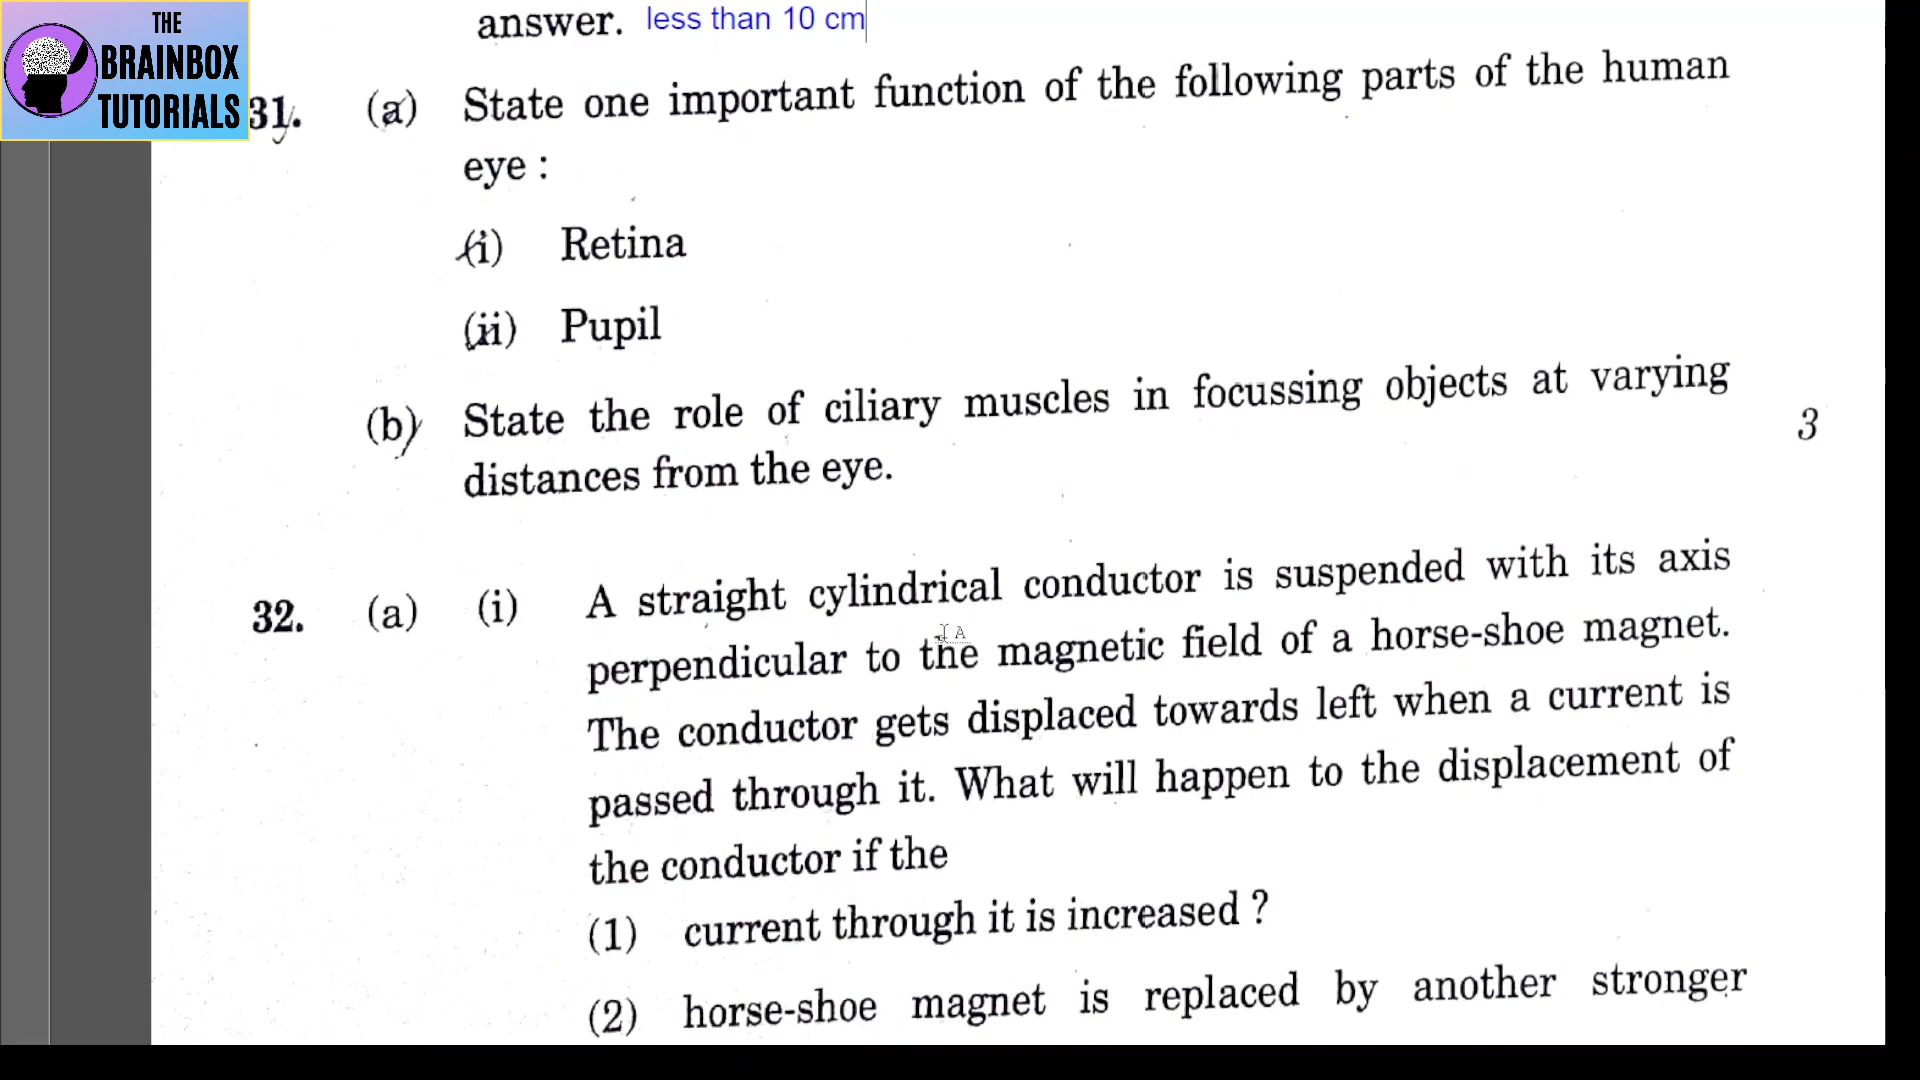 THE
BRAINBOX
TUTORIALS
answer. less than 10 cm
31. (a) State one important function of the following parts of the human
eye :
(i) Retina
(ii) Pupil
(b) State the role of ciliary muscles in focussing objects at varying
distances from the eye.
3
32. (a) (i) A straight cylindrical conductor is suspended with its axis
perpendicular to the magnetic field of a horse-shoe magnet.
The conductor gets displaced towards left when a current is
passed through it. What will happen to the displacement of
the conductor if the
(1) current through it is increased ?
(2) horse-shoe magnet is replaced by another stronger